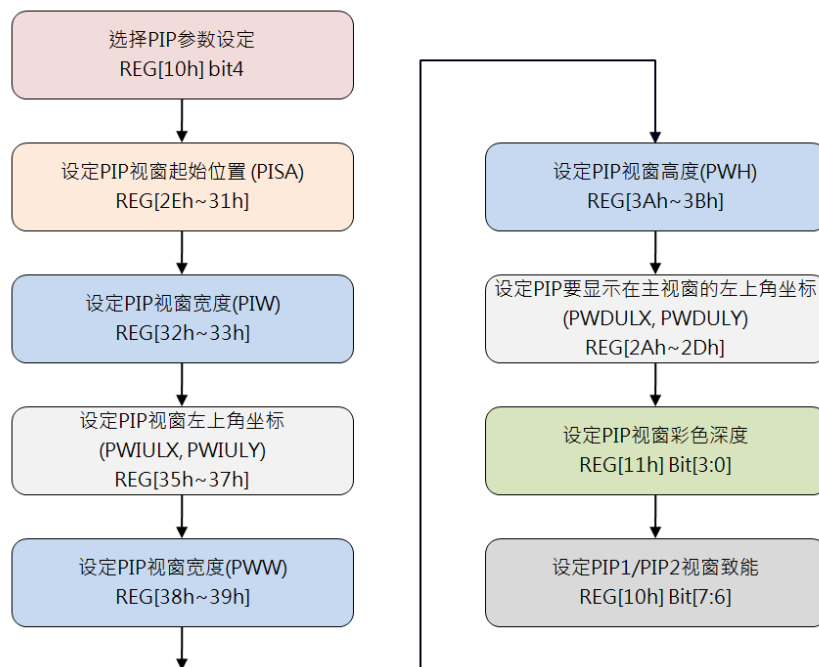 选择PIP参数设定
REG[10h] bit4
设定PIP视窗起始位置 (PISA)
REG[2Eh~31h]
设定PIP视窗宽度(PIW)
REG[32h~33h]
设定PIP视窗左上角坐标
(PWIULX, PWIULY)
REG[35h~37h]
设定PIP视窗宽度(PWW)
REG[38h~39h]
设定PIP视窗高度(PWH)
REG[3Ah~3Bh]
设定PIP要显示在主视窗的左上角坐标
(PWDULX, PWDULY)
REG[2Ah~2Dh]
设定PIP视窗彩色深度
REG[11h] Bit[3:0]
设定PIP1/PIP2视窗致能
REG[10h] Bit[7:6]